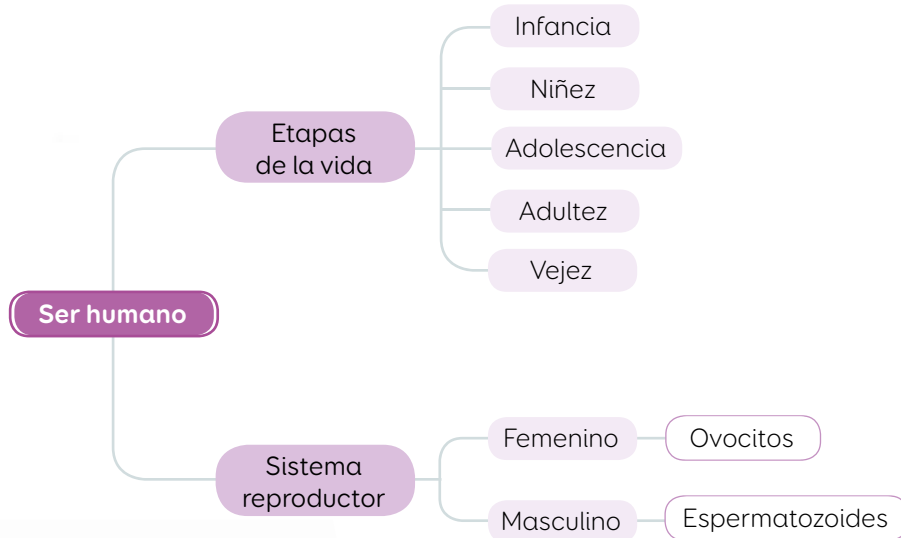 Ser humano
Etapas
de la vida
Infancia
Niñez
Adolescencia
Adultez
Vejez
Sistema
reproductor
Femenino
Ovocitos
Masculino
Espermatozoides